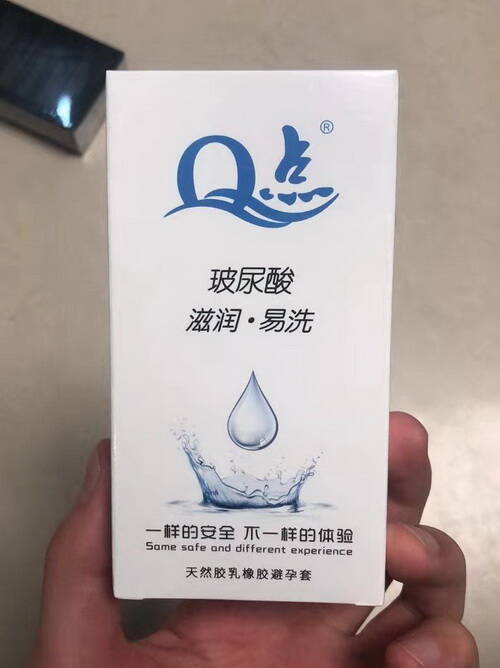 Q点®
玻尿酸
滋润·易洗
一样的安全 不一样的体验
Same safe and different experience
天然胶乳橡胶避孕套